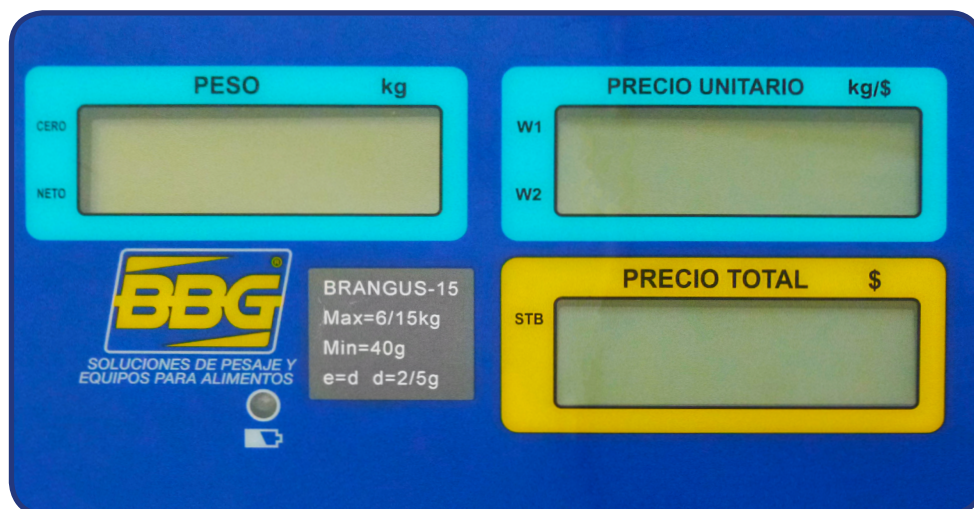 PESO kg
CERO
NETO
PRECIO UNITARIO kg/$
W1
W2
BBG®
SOLUCIONES DE PESAJE Y
EQUIPOS PARA ALIMENTOS
BRANGUS-15
Max=6/15kg
Min=40g
e=d d=2/5g
PRECIO TOTAL $
STB